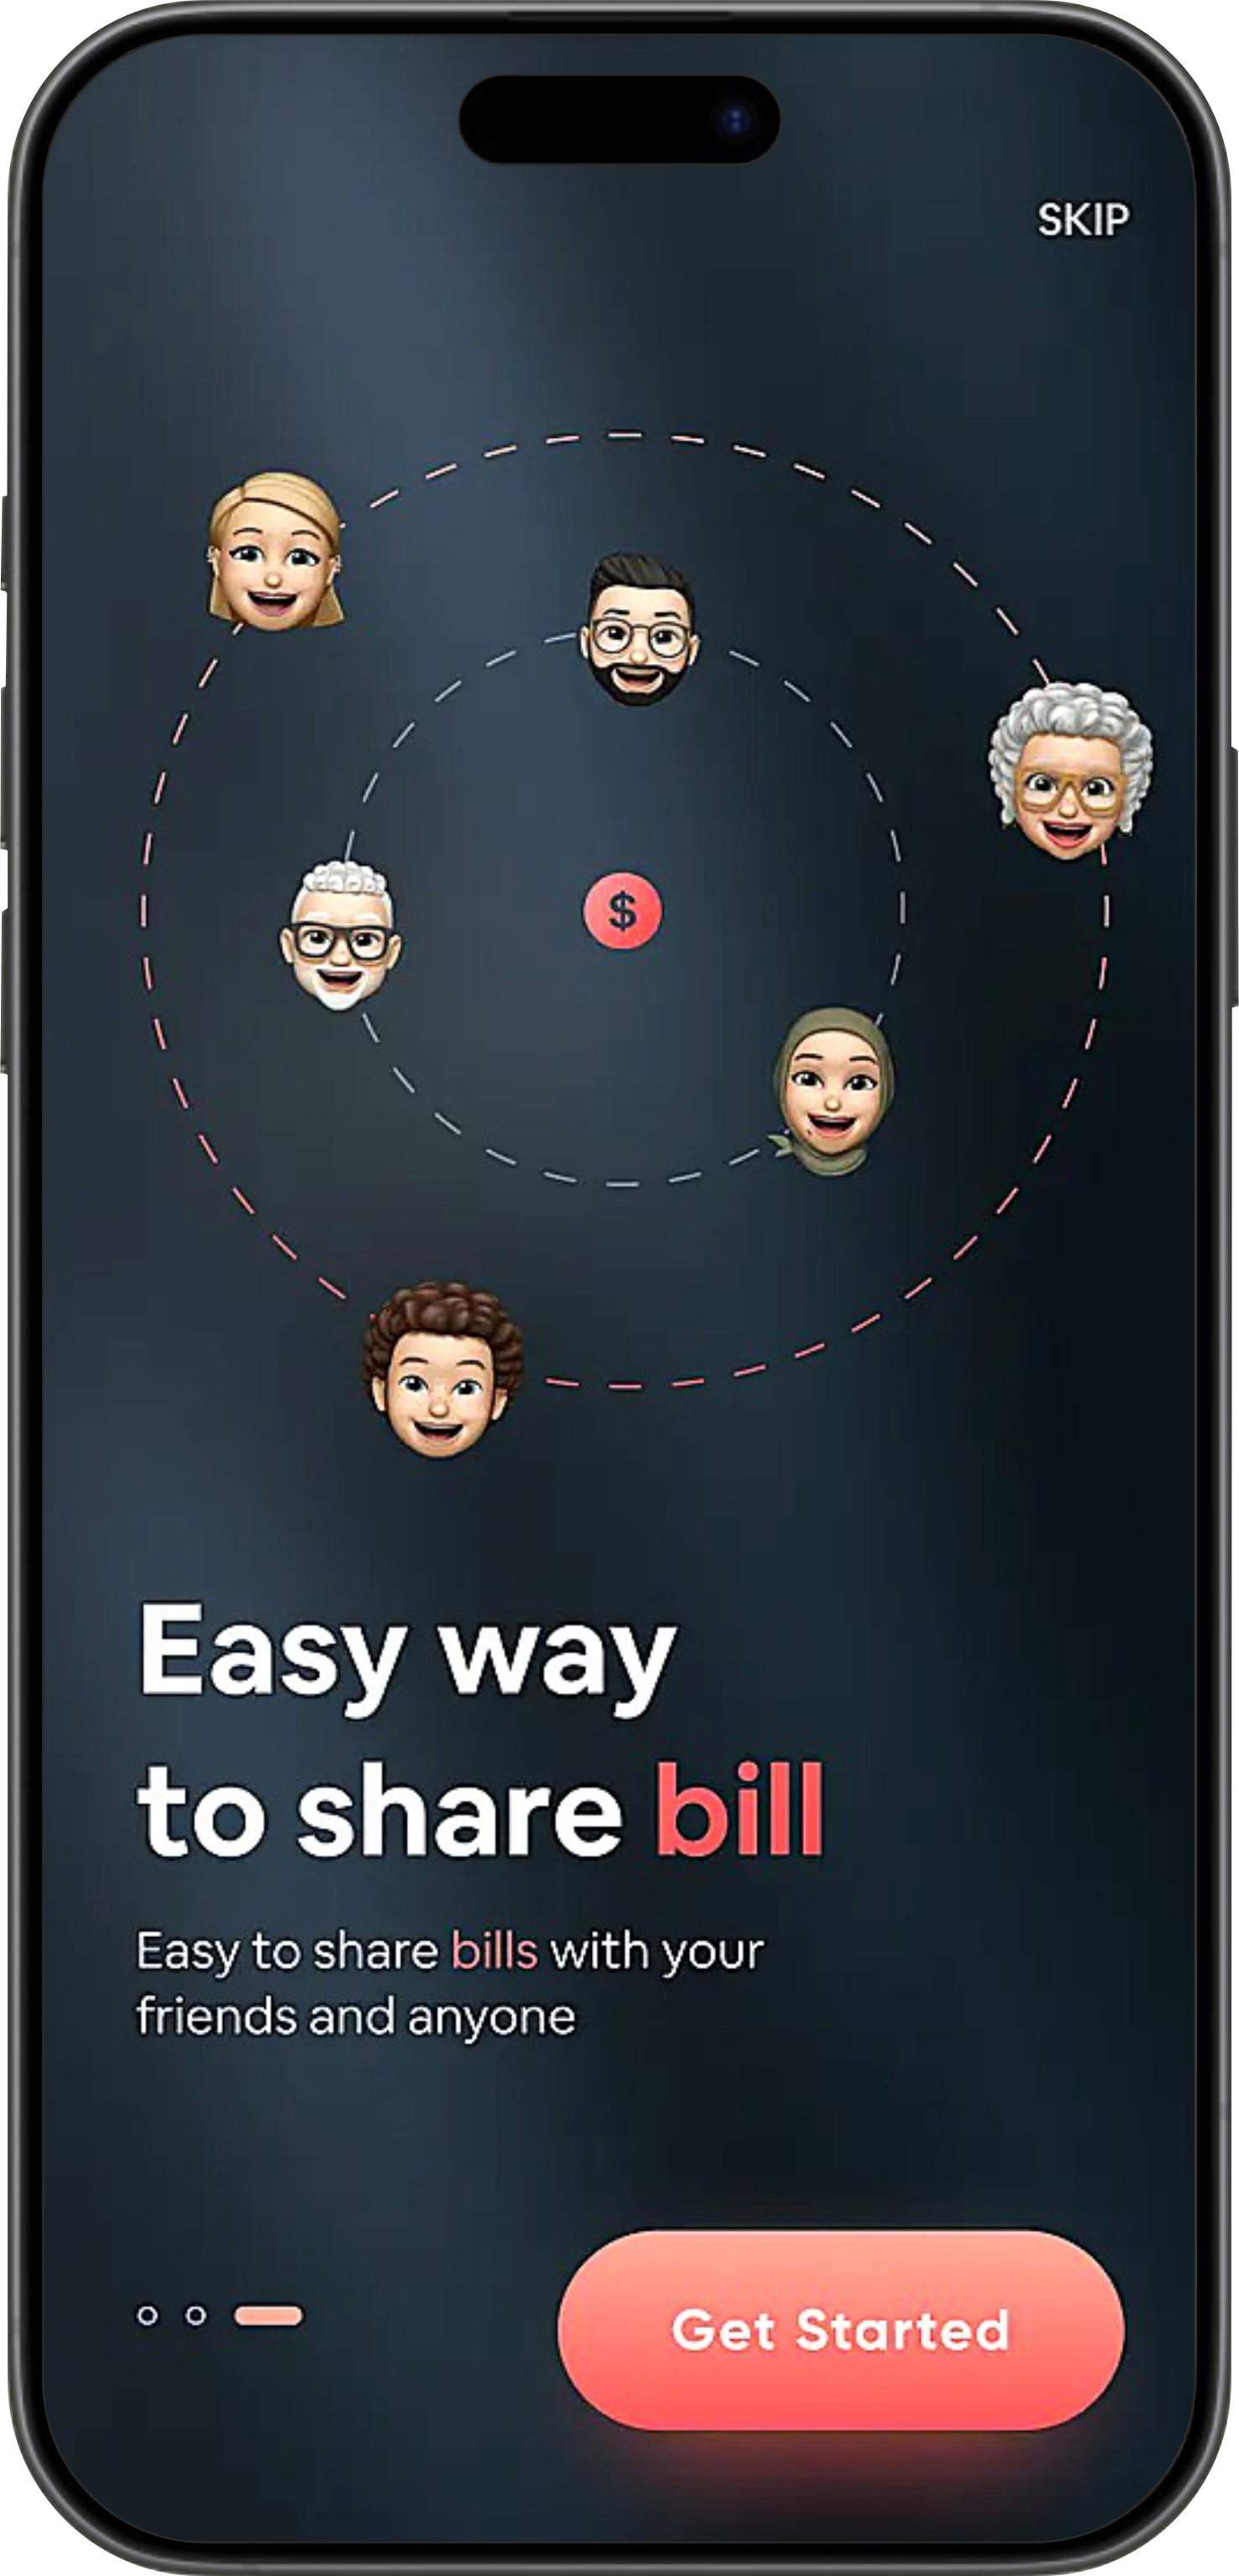 SKIP
$
Easy way
to share bill
Easy to share bills with your
friends and anyone
Get Started